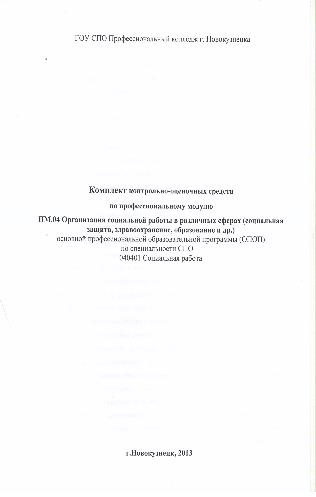 ГОУ СПО Профессиональный колледж г. Новокузнецка
Комплект контрольно-оценочных средств
по профессиональному модулю
ПМ.04 Организация социальной работы в различных сферах (социальная
защита, здравоохранение, образование и др.)
основной профессиональной образовательной программы (ОПОП)
по специальности СПО
040401 Социальная работа
г.Новокузнецк, 2013